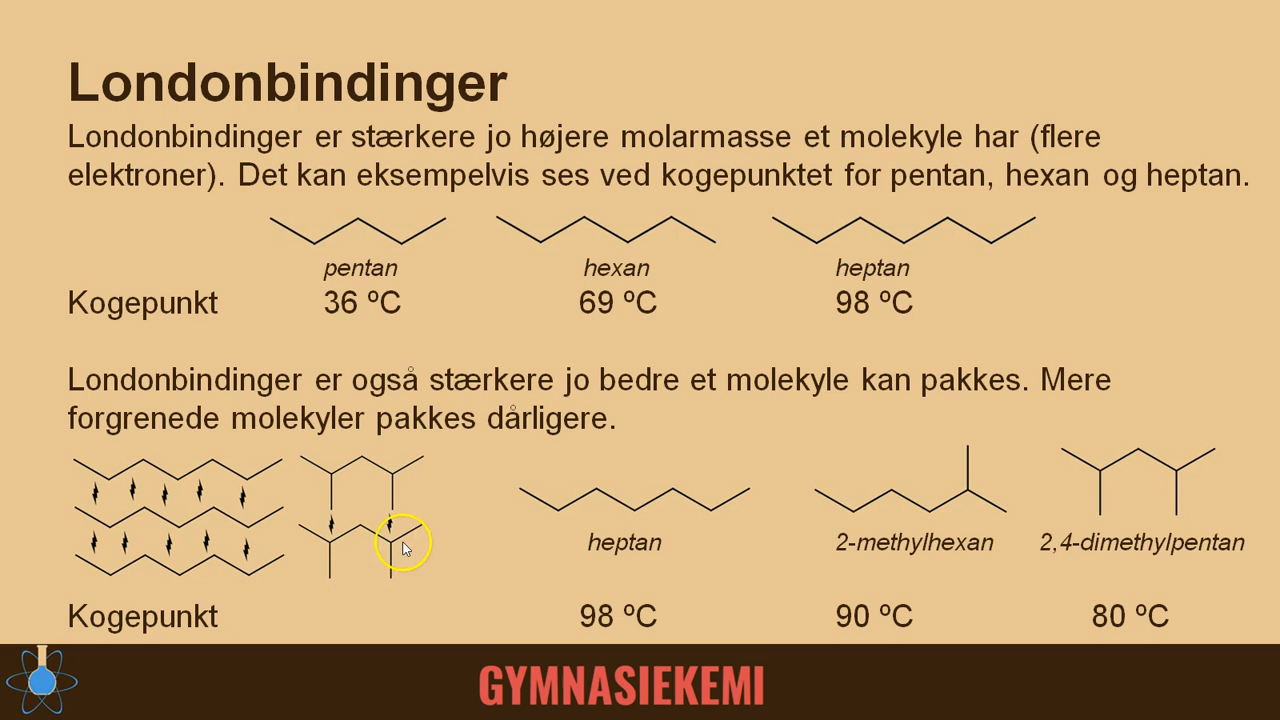 Londonbindinger
Londonbindinger er stærkere jo højere molarmasse et molekyle har (flere
elektroner). Det kan eksempelvis ses ved kogepunktet for pentan, hexan og heptan.
pentan hexan heptan
Kogepunkt 36 ºC 69 ºC 98 ºC
Londonbindinger er også stærkere jo bedre et molekyle kan pakkes. Mere
forgrenede molekyler pakkes dårligere.
heptan 2-methylhexan 2,4-dimethylpentan
Kogepunkt 98 ºC 90 ºC 80 ºC
GYMNASIEKEMI